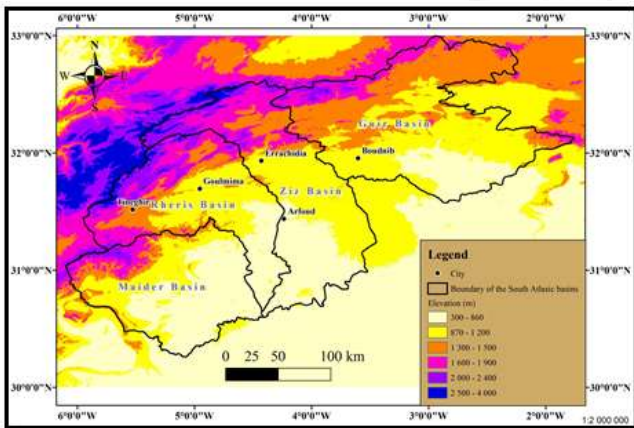 6°0'0"W 5°0'0"W 4°0'0"W 3°0'0"W 2°0'0"W
33°0'0"N 33°0'0"N
N
W E
S
Guir Basin
32°0'0"N 32°0'0"N
Errachidia Boudnib
Goulmima
Ziz Basin
Rheris Basin
Arfoud
31°0'0"N 31°0'0"N
Maider Basin
Legend
City
Boundary of the South Atlasic basins
Elevation (m)
300 - 860
870 - 1 200
1 300 - 1 500
1 600 - 1 900
2 000 - 2 400
2 500 - 4 000
0 25 50 100 km
30°0'0"N 30°0'0"N
6°0'0"W 5°0'0"W 4°0'0"W 3°0'0"W 2°0'0"W
1:2 000 000